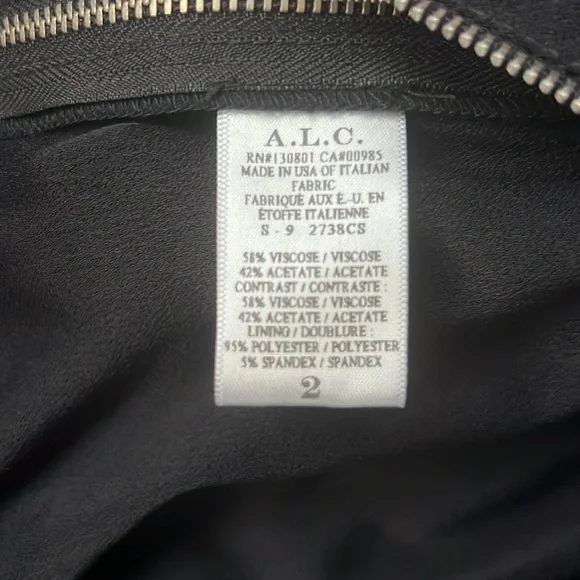 A.L.C.
RN#130801 CA#00985
MADE IN USA OF ITALIAN
FABRIC
FABRIQUÉ AUX É.-U. EN
ÉTOFFE ITALIENNE
S - 9 2738CS
58% VISCOSE / VISCOSE
42% ACETATE / ACETATE
CONTRAST / CONTRASTE :
58% VISCOSE / VISCOSE
42% ACETATE / ACETATE
LINING / DOUBLURE :
95% POLYESTER / POLYESTER
5% SPANDEX / SPANDEX
2